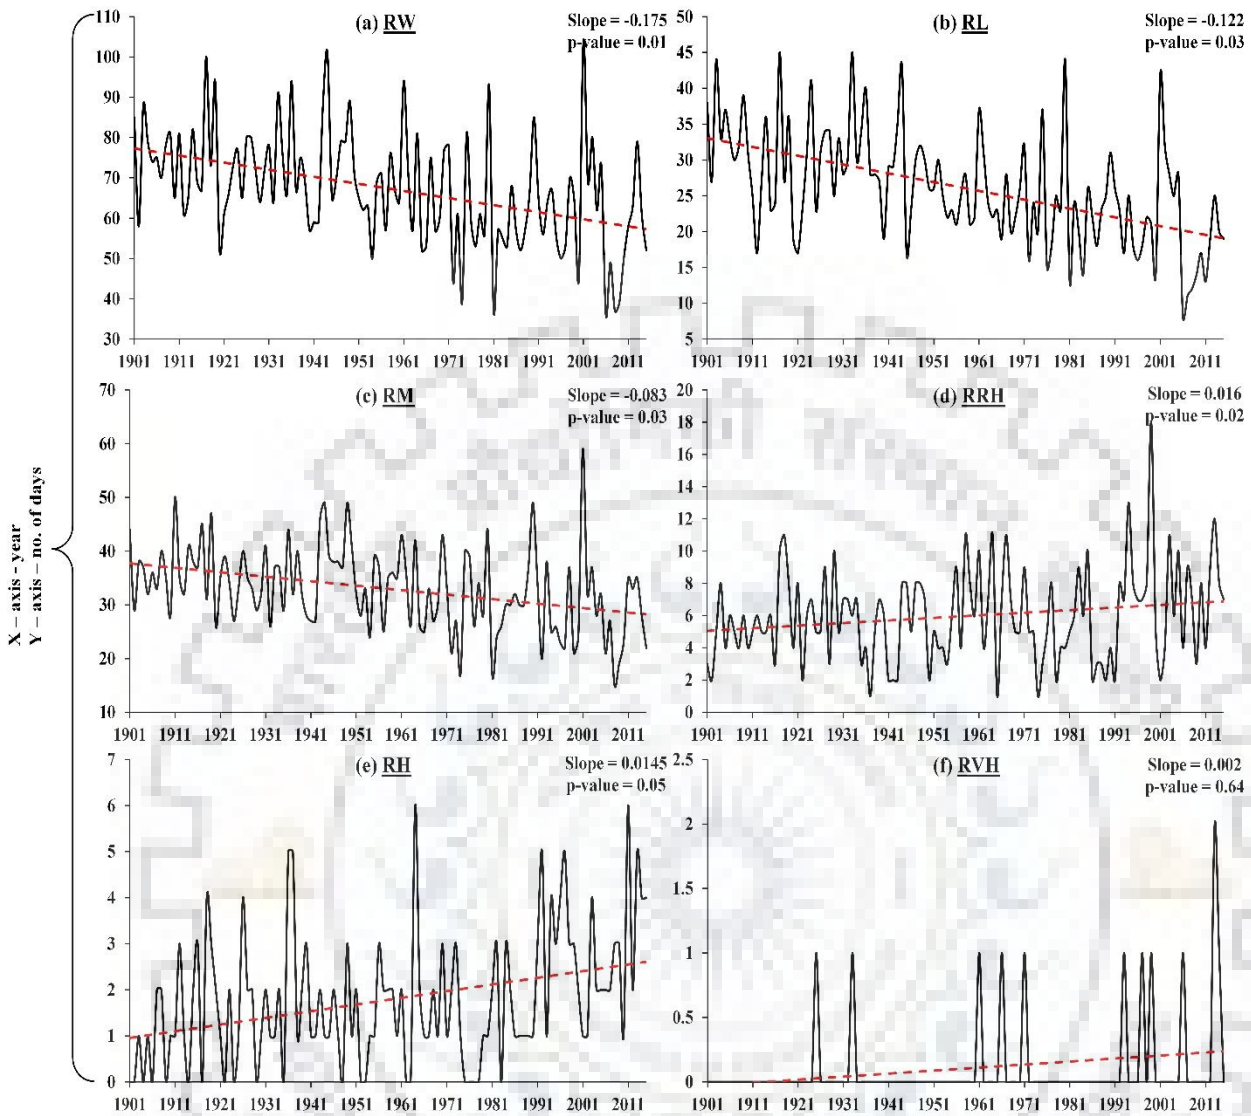 X – axis - year
Y – axis – no. of days
(a) RW
Slope = -0.175
p-value = 0.01
110
100
90
80
70
60
50
40
30
1901 1911 1921 1931 1941 1951 1961 1971 1981 1991 2001 2011
(b) RL
Slope = -0.122
p-value = 0.03
50
45
40
35
30
25
20
15
10
5
1901 1911 1921 1931 1941 1951 1961 1971 1981 1991 2001 2011
(c) RM
Slope = -0.083
p-value = 0.03
70
60
50
40
30
20
10
1901 1911 1921 1931 1941 1951 1961 1971 1981 1991 2001 2011
(d) RRH
Slope = 0.016
p-value = 0.02
20
18
16
14
12
10
8
6
4
2
0
1901 1911 1921 1931 1941 1951 1961 1971 1981 1991 2001 2011
(e) RH
Slope = 0.0145
p-value = 0.05
7
6
5
4
3
2
1
0
1901 1911 1921 1931 1941 1951 1961 1971 1981 1991 2001 2011
(f) RVH
Slope = 0.002
p-value = 0.64
2.5
2
1.5
1
0.5
0
1901 1911 1921 1931 1941 1951 1961 1971 1981 1991 2001 2011